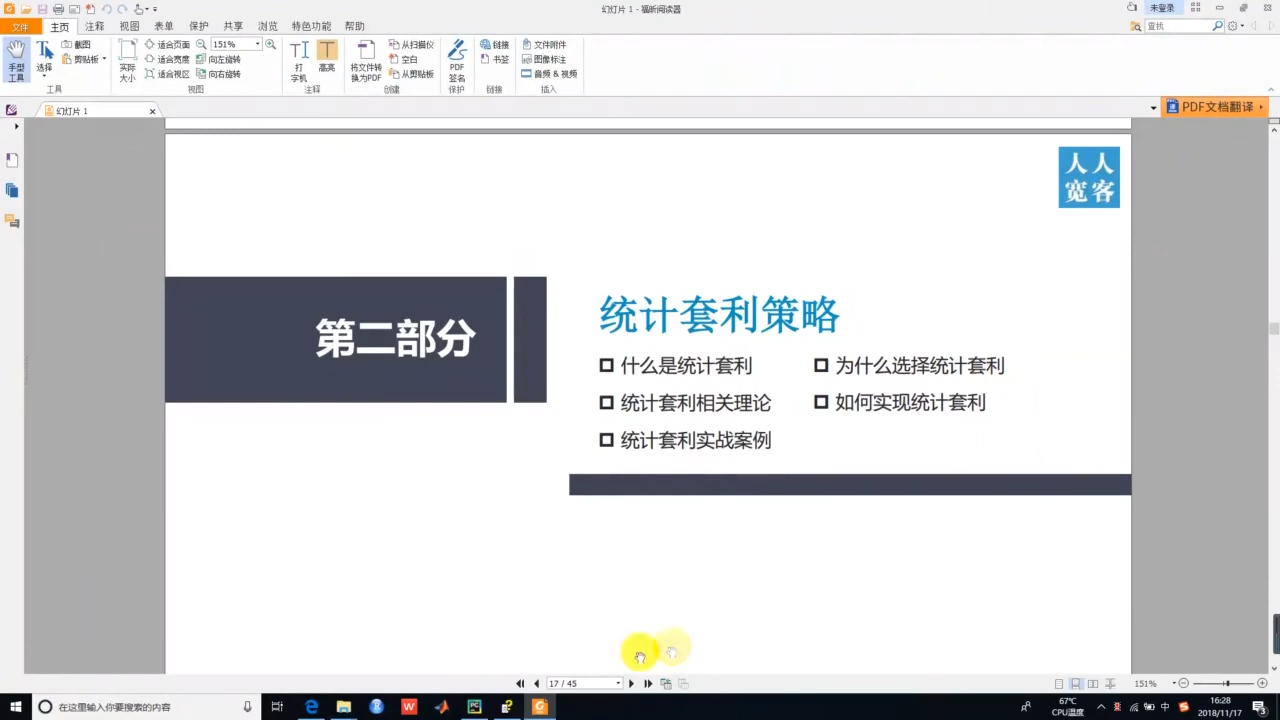 幻灯片 1 - 福昕阅读器
未登录
文件 主页 注释 视图 表单 保护 共享 浏览 特色功能 帮助
查找
手型工具
选择
截图
剪贴板
实际大小
适合页面
适合宽度
适合视区
151%
向左旋转
向右旋转
打字机
高亮
将文件转换为PDF
从扫描仪
空白
从剪贴板
PDF签名
链接
书签
文件附件
图像标注
音频 & 视频
工具 视图 注释 创建 保护 链接 插入
幻灯片 1
PDF文档翻译
人人
宽客
第二部分
统计套利策略
什么是统计套利 为什么选择统计套利
统计套利相关理论 如何实现统计套利
统计套利实战案例
17 / 45
151%
在这里输入你要搜索的内容
67℃
CPU温度
中
16:28
2018/11/17
3